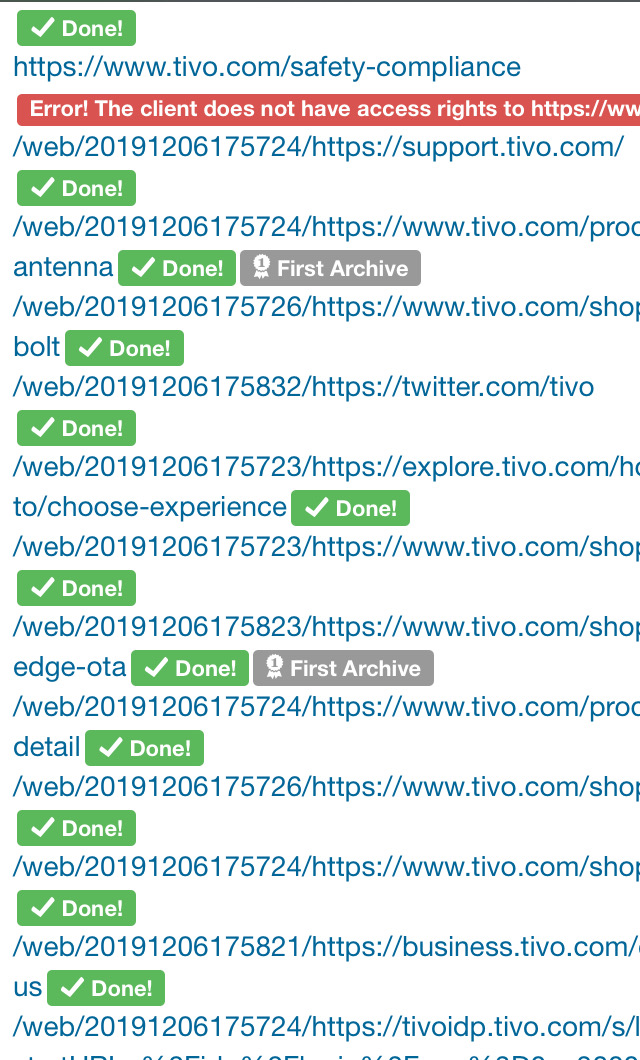 Done!
https://www.tivo.com/safety-compliance
Error! The client does not have access rights to https://ww
/web/20191206175724/https://support.tivo.com/
Done!
/web/20191206175724/https://www.tivo.com/proc
antenna Done! 1 First Archive
/web/20191206175726/https://www.tivo.com/shop
bolt Done!
/web/20191206175832/https://twitter.com/tivo
Done!
/web/20191206175723/https://explore.tivo.com/ho
to/choose-experience Done!
/web/20191206175723/https://www.tivo.com/shop
Done!
/web/20191206175823/https://www.tivo.com/shop
edge-ota Done! 1 First Archive
/web/20191206175724/https://www.tivo.com/proc
detail Done!
/web/20191206175726/https://www.tivo.com/shop
Done!
/web/20191206175724/https://www.tivo.com/shop
Done!
/web/20191206175821/https://business.tivo.com/
us Done!
/web/20191206175724/https://tivoidp.tivo.com/s/l